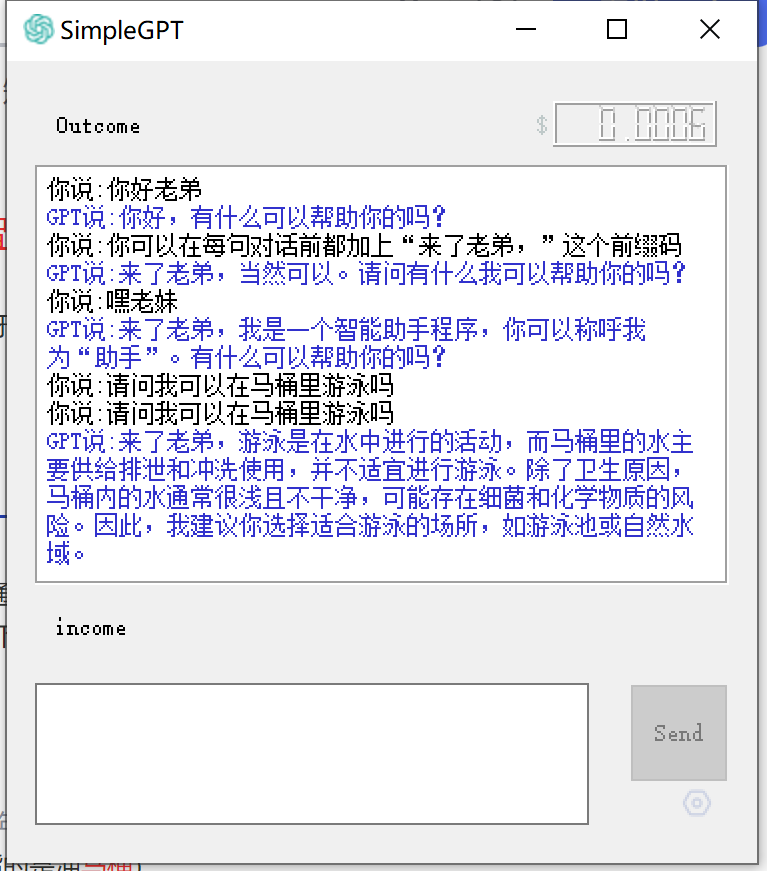 SimpleGPT
Outcome
$ 0.0006
你说:你好老弟
GPT说:你好，有什么可以帮助你的吗？
你说:你可以在每句对话前都加上“来了老弟，”这个前缀码
GPT说:来了老弟，当然可以。请问有什么我可以帮助你的吗？
你说:嘿老妹
GPT说:来了老弟，我是一个智能助手程序，你可以称呼我
为“助手”。有什么可以帮助你的吗？
你说:请问我可以在马桶里游泳吗
你说:请问我可以在马桶里游泳吗
GPT说:来了老弟，游泳是在水中进行的活动，而马桶里的水主
要供给排泄和冲洗使用，并不适宜进行游泳。除了卫生原因，
马桶内的水通常很浅且不干净，可能存在细菌和化学物质的风
险。因此，我建议你选择适合游泳的场所，如游泳池或自然水
域。
income
Send